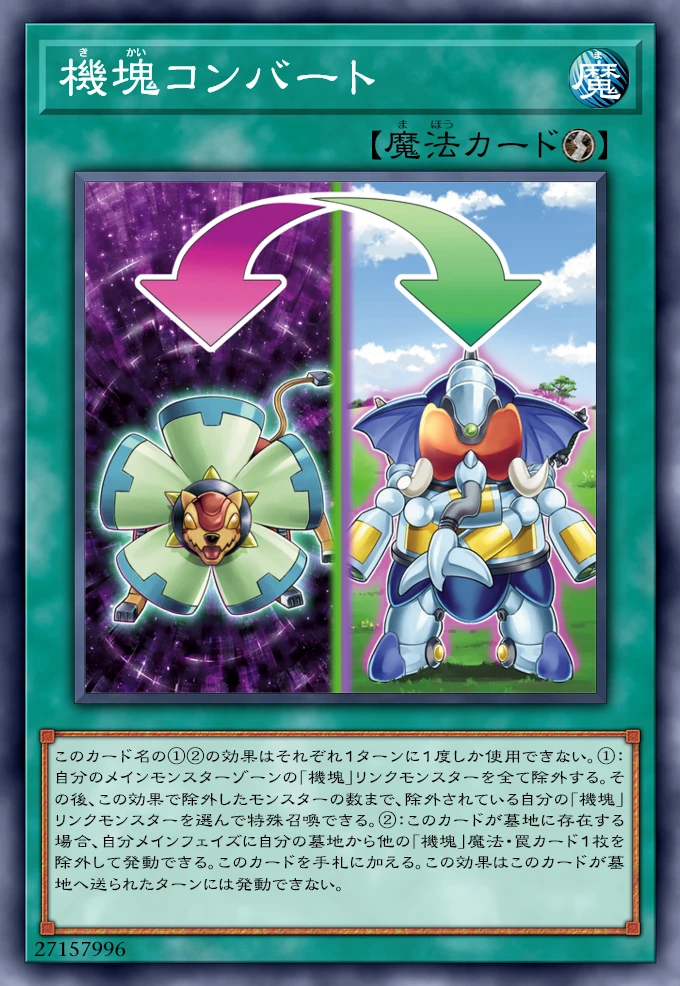 機塊コンバート
き かい
魔
ま
【魔法カード】
ま ほう
このカード名の①②の効果はそれぞれ1ターンに1度しか使用できない。①:
自分のメインモンスターゾーンの「機塊」リンクモンスターを全て除外する。そ
の後、この効果で除外したモンスターの数まで、除外されている自分の「機塊」
リンクモンスターを選んで特殊召喚できる。②:このカードが墓地に存在する
場合、自分メインフェイズに自分の墓地から他の「機塊」魔法・罠カード1枚を
除外して発動できる。このカードを手札に加える。この効果はこのカードが墓
地へ送られたターンには発動できない。
27157996